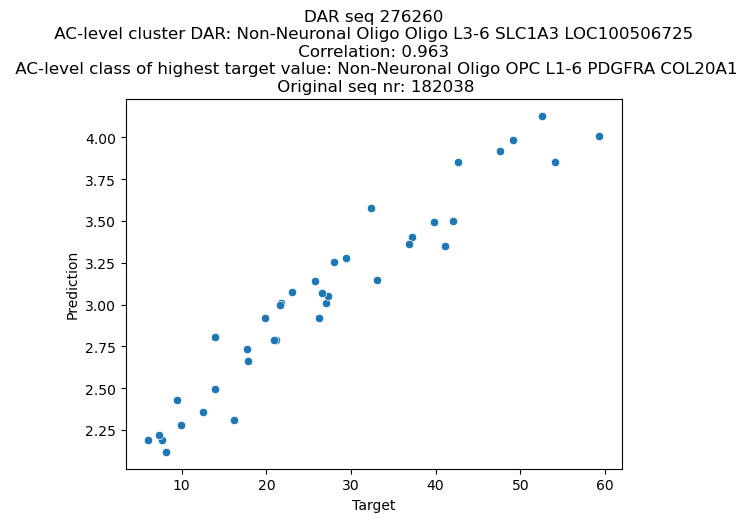 DAR seq 276260
AC-level cluster DAR: Non-Neuronal Oligo Oligo L3-6 SLC1A3 LOC100506725
Correlation: 0.963
AC-level class of highest target value: Non-Neuronal Oligo OPC L1-6 PDGFRA COL20A1
Original seq nr: 182038
4.00
3.75
3.50
3.25
3.00
2.75
2.50
2.25
Prediction
10 20 30 40 50 60
Target